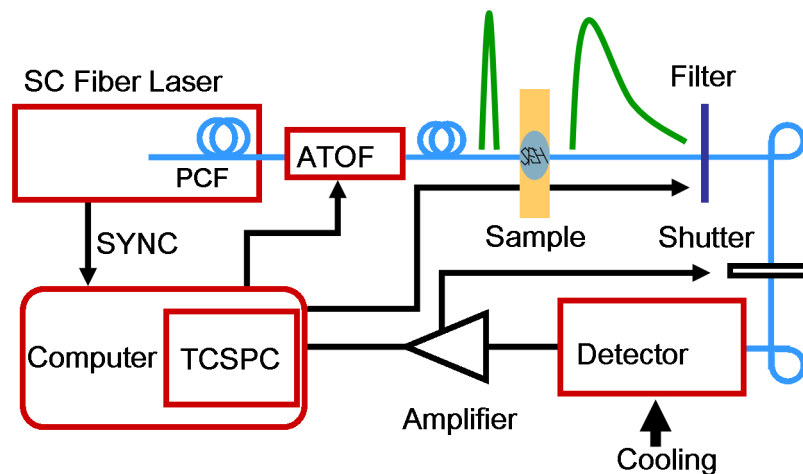 SC Fiber Laser
Filter
ATOF
PCF
Sample
Shutter
SYNC
Computer
TCSPC
Detector
Amplifier
Cooling